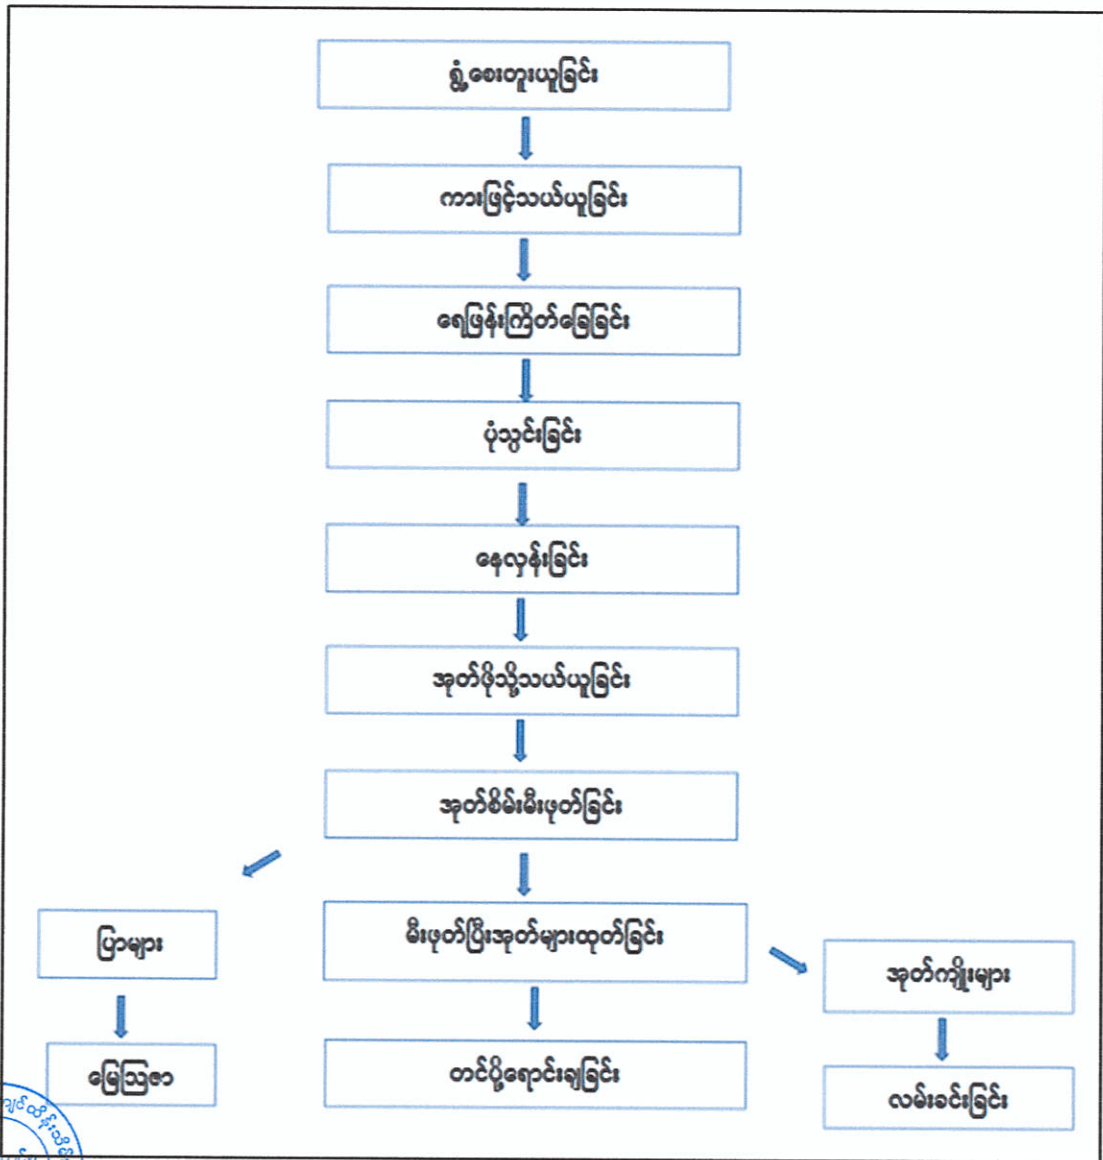 ရွှံ့စေးတူးယူခြင်း
ကားဖြင့်သယ်ယူခြင်း
ရေဖြန်းကြိတ်ခြေခြင်း
ပုံသွင်းခြင်း
နေလှန်းခြင်း
အုတ်ဖိုသို့သယ်ယူခြင်း
အုတ်စိမ်းမီးဖုတ်ခြင်း
ပြာများ
မီးဖုတ်ပြီးအုတ်များထုတ်ခြင်း
အုတ်ကျိုးများ
မြေသြဇာ
တင်ပို့ရောင်းချခြင်း
လမ်းခင်းခြင်း